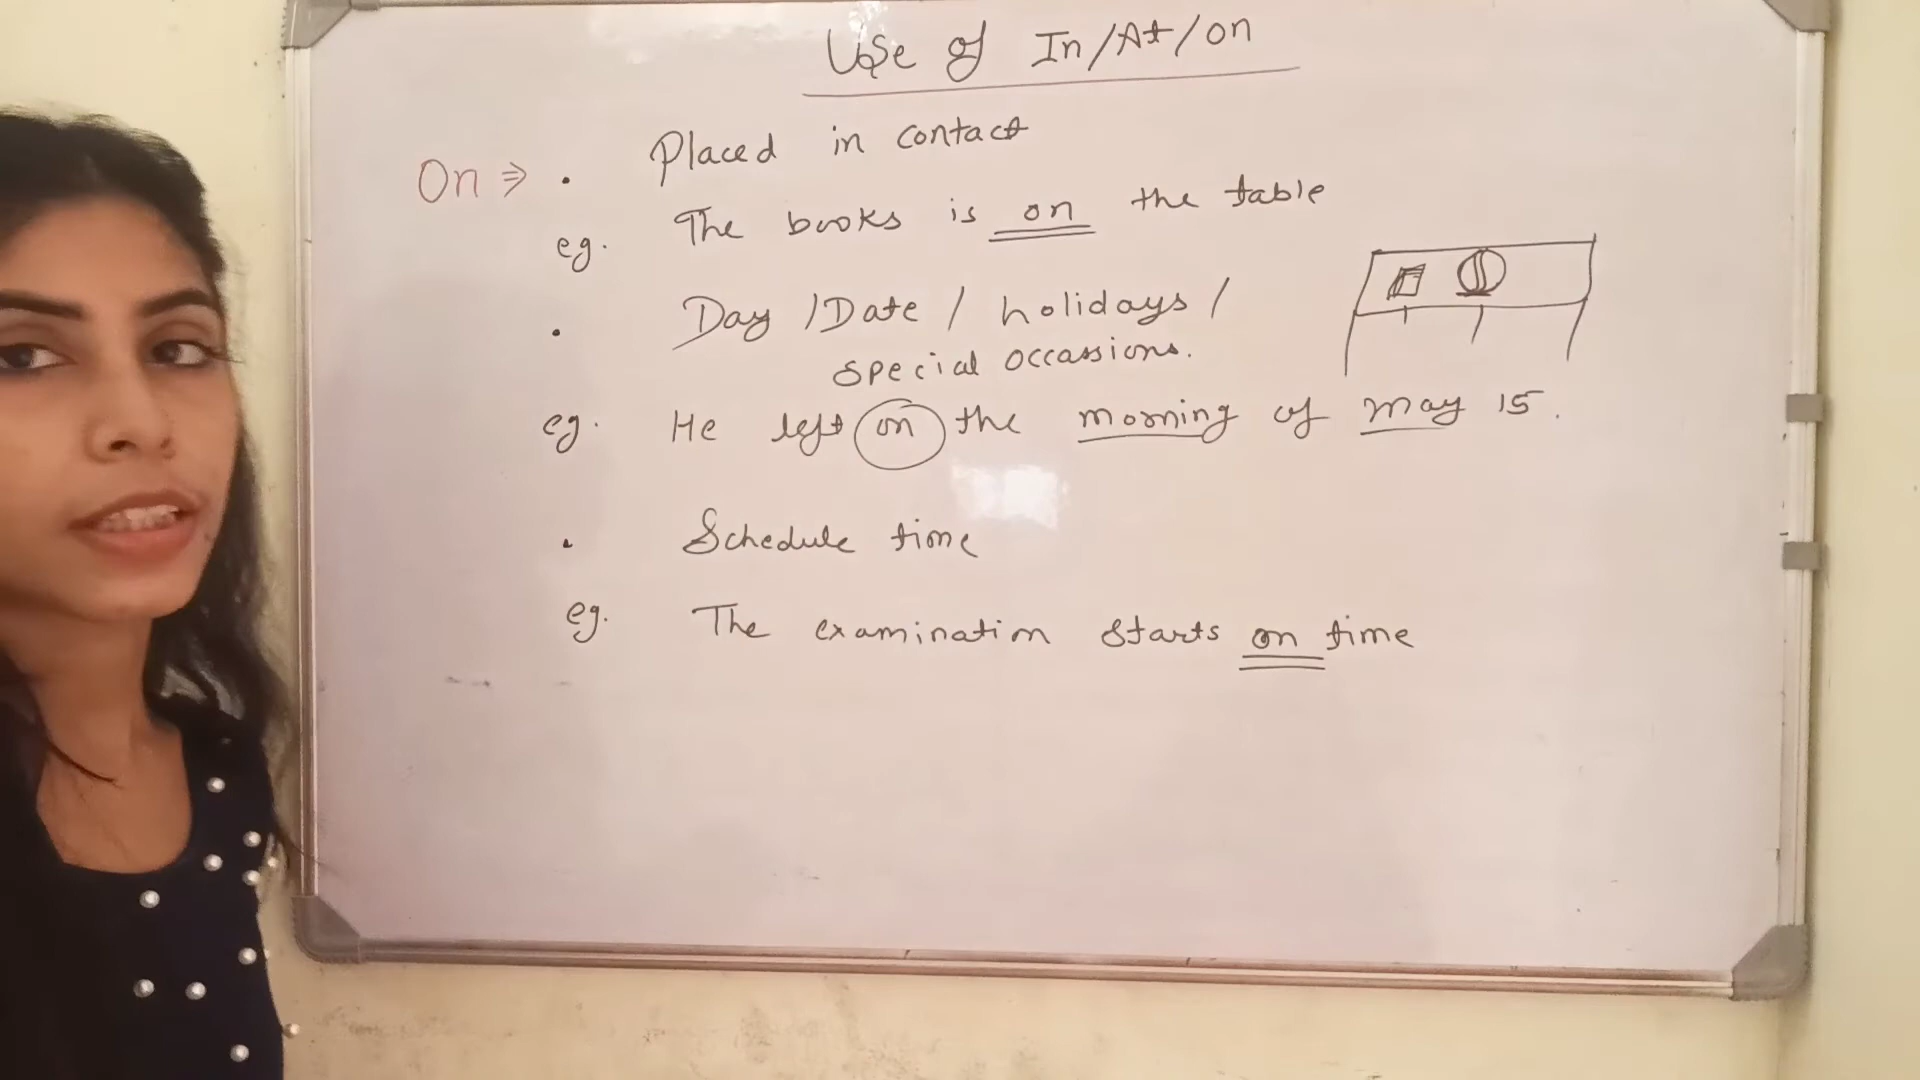 Use of In/At/on
On ⇒ • Placed in contact
eg. The books is on the table
• Day / Date / holidays /
special occassions.
eg. He left on the morning of may 15.
• Schedule time
eg. The examination starts on time